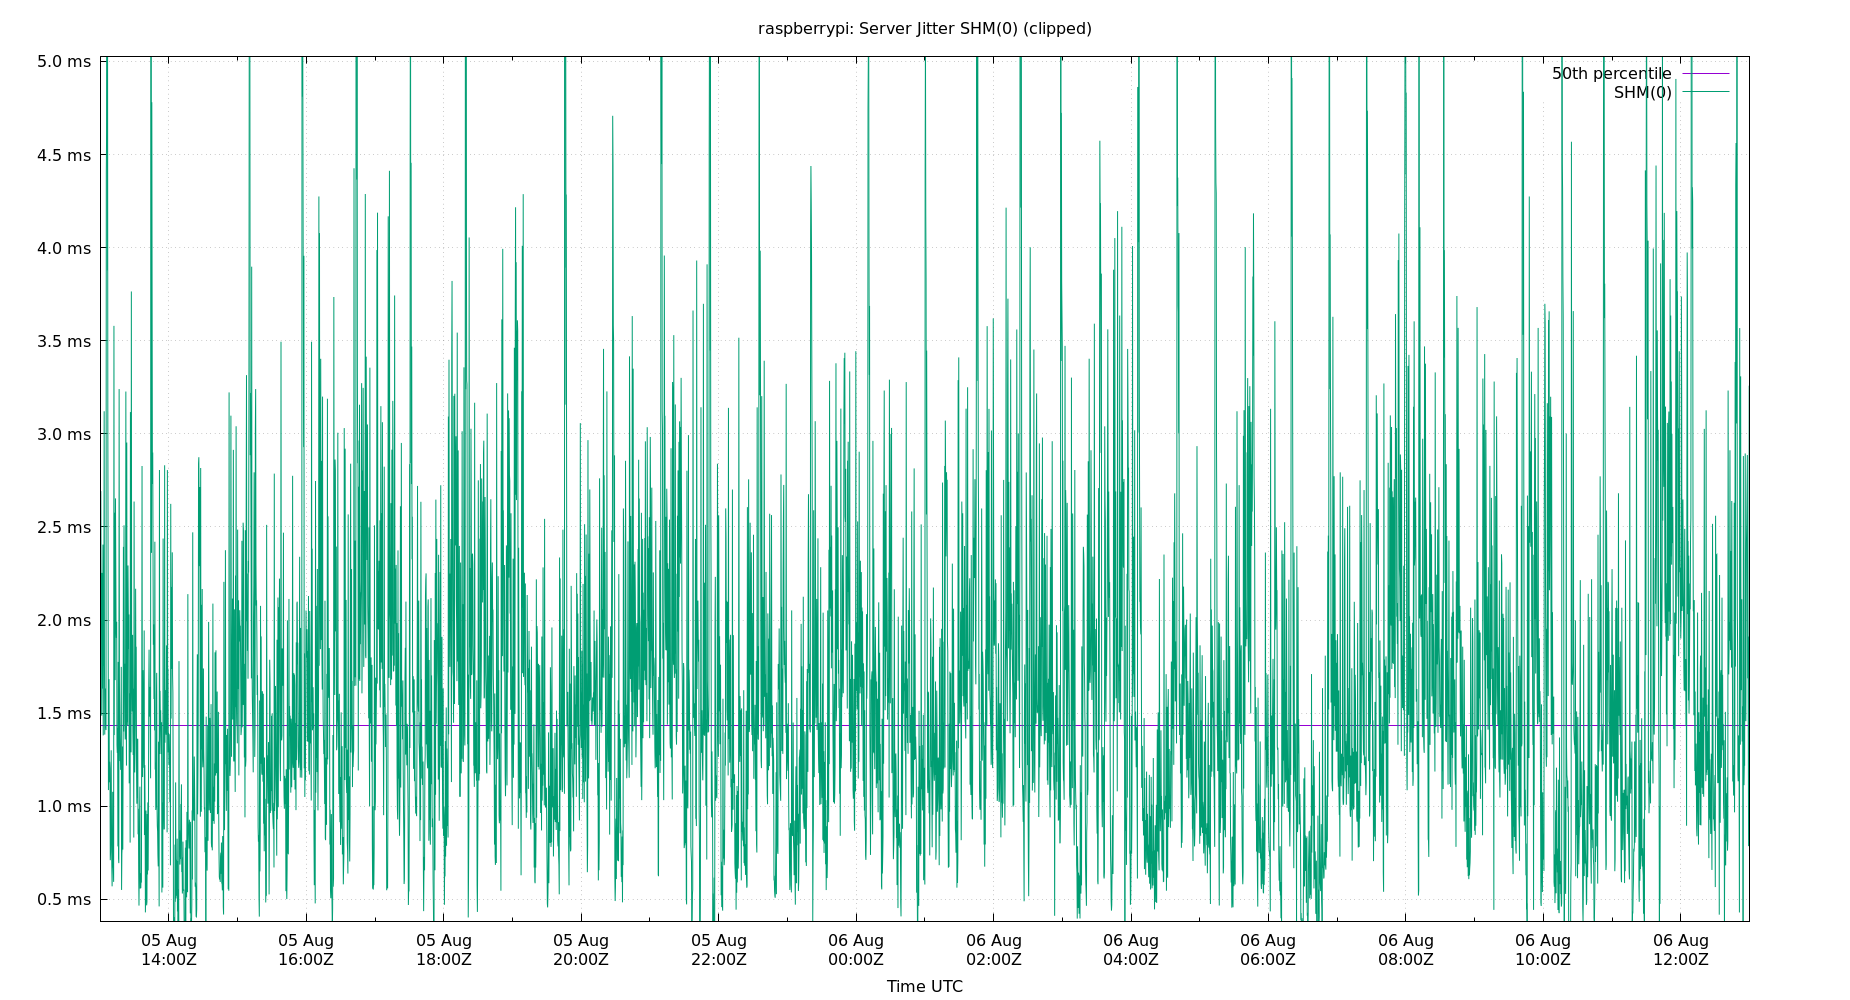 raspberrypi: Server Jitter SHM(0) (clipped)
5.0 ms
50th percentile
SHM(0)
4.5 ms
4.0 ms
3.5 ms
3.0 ms
2.5 ms
2.0 ms
1.5 ms
1.0 ms
0.5 ms
05 Aug 05 Aug 05 Aug 05 Aug 05 Aug 06 Aug 06 Aug 06 Aug 06 Aug 06 Aug 06 Aug 06 Aug
14:00Z 16:00Z 18:00Z 20:00Z 22:00Z 00:00Z 02:00Z 04:00Z 06:00Z 08:00Z 10:00Z 12:00Z
Time UTC